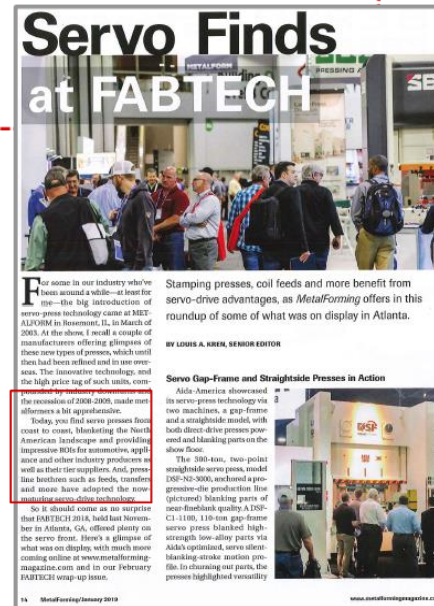 Servo Finds
at FABTECH
METALFORM
PRESSING A
For some in our industry who've
been around a while—at least for
me—the big introduction of
servo-press technology came at MET-
ALFORM in Rosemont, IL, in March of
2003. At the show, I recall a couple of
manufacturers offering glimpses of
these new types of presses, which until
then had been refined and in use over-
seas. The innovative technology, and
the high price tag of such units, com-
pounded by industry downturns and
the recession of 2008-2009, made met-
alformers a bit apprehensive.
Today, you find servo presses from
coast to coast, blanketing the North
American landscape and providing
impressive ROIs for automotive, appli-
ance and other industry producers as
well as their tier suppliers. And, press-
line brethren such as feeds, transfers
and more have adopted the now-
maturing servo-drive technology.
So it should come as no surprise
that FABTECH 2018, held last Novem-
ber in Atlanta, GA, offered plenty on
the servo front. Here's a glimpse of
what was on display, with much more
coming online at www.metalforming-
magazine.com and in our February
FABTECH wrap-up issue.
Stamping presses, coil feeds and more benefit from
servo-drive advantages, as MetalForming offers in this
roundup of some of what was on display in Atlanta.
BY LOUIS A. KREN, SENIOR EDITOR
Servo Gap-Frame and Straightside Presses in Action
Aida-America showcased
its servo-press technology via
two machines, a gap-frame
and a straightside model, with
both direct-drive presses pow-
ered and blanking parts on the
show floor.
The 300-ton, two-point
straightside servo press, model
DSF-N2-3000, anchored a pro-
gressive-die production line
(pictured) blanking parts of
near-fineblank quality. A DSF-
C1-1100, 110-ton gap-frame
servo press blanked high-
strength low-alloy parts via
Aida's optimized, servo silent-
blanking-stroke motion pro-
file. In churning out parts, the
presses highlighted versatility
DSF
14 MetalForming/January 2019
www.metalformingmagazine.c